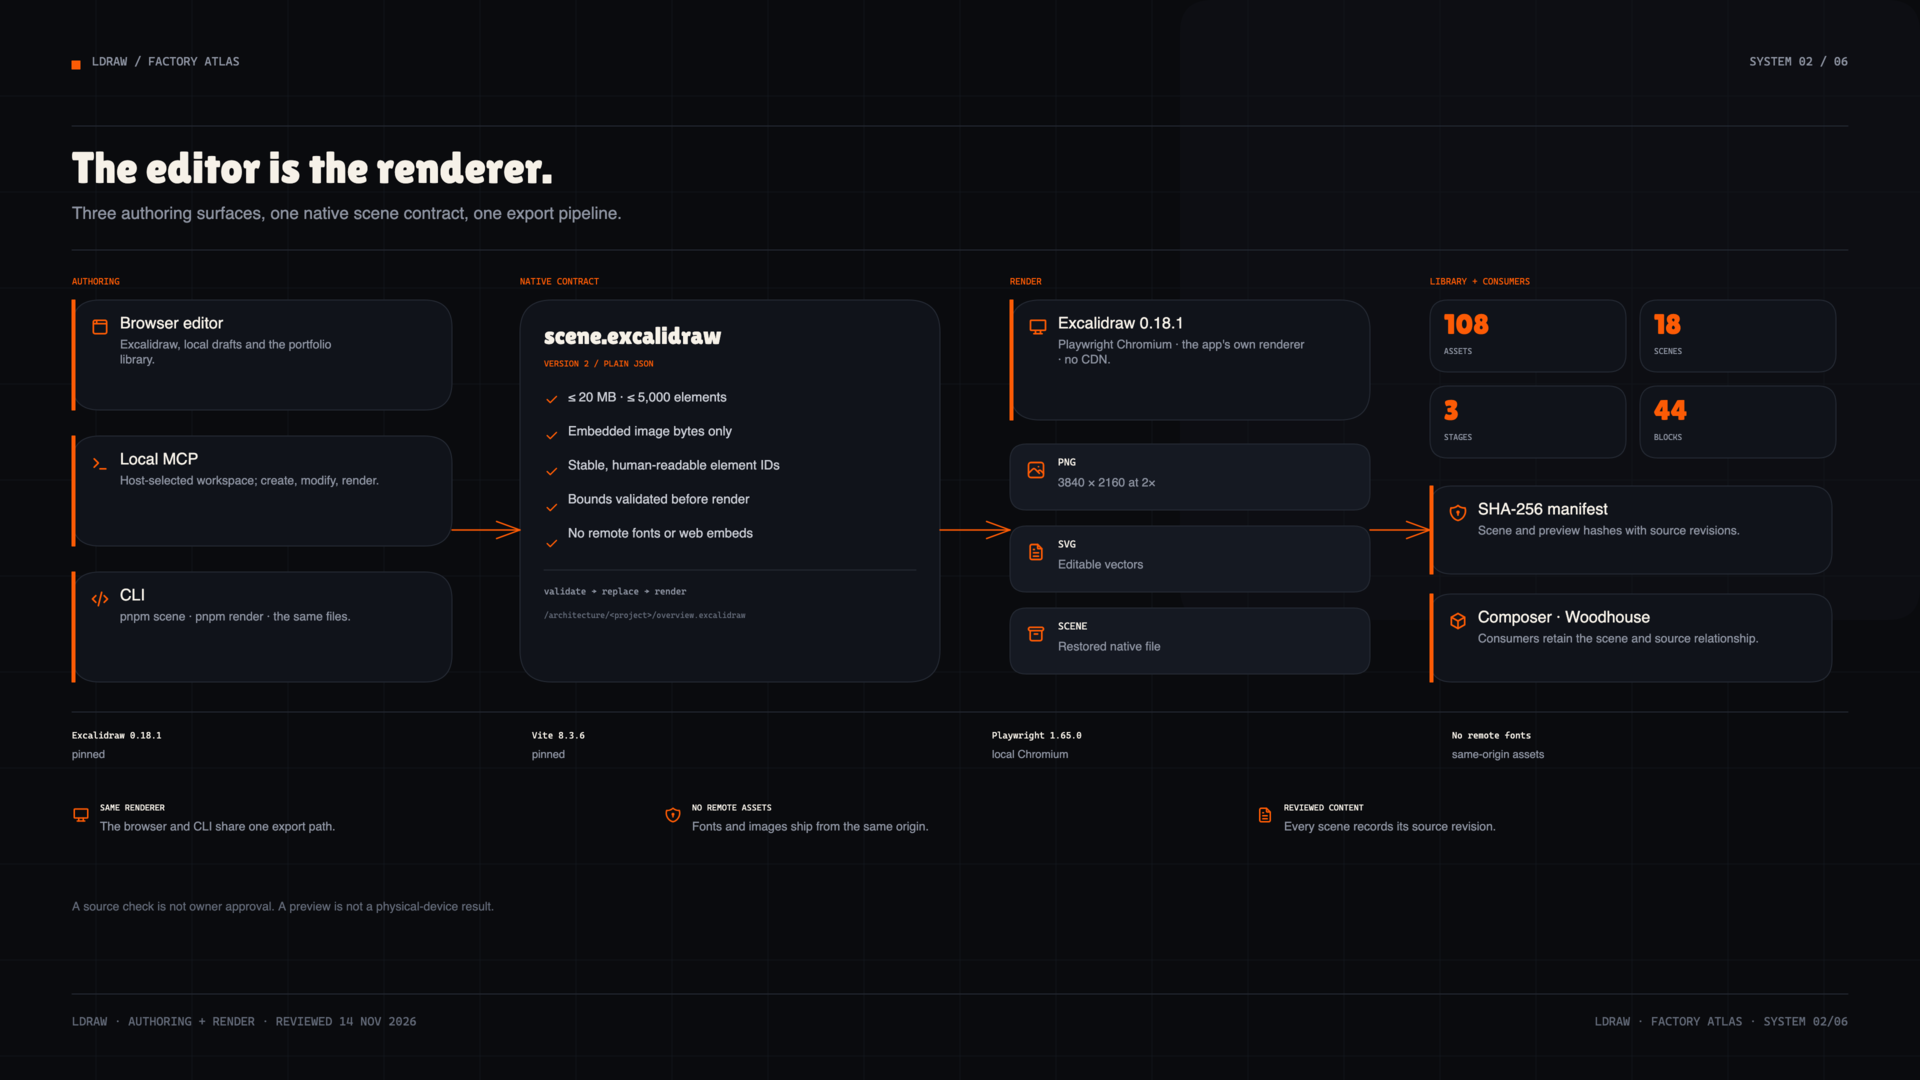 LDRAW / FACTORY ATLAS
SYSTEM 02 / 06
The editor is the renderer.
Three authoring surfaces, one native scene contract, one export pipeline.
AUTHORING
Browser editor
Excalidraw, local drafts and the portfolio
library.
Local MCP
Host-selected workspace; create, modify, render.
CLI
pnpm scene · pnpm render · the same files.
NATIVE CONTRACT
scene.excalidraw
VERSION 2 / PLAIN JSON
≤ 20 MB · ≤ 5,000 elements
Embedded image bytes only
Stable, human-readable element IDs
Bounds validated before render
No remote fonts or web embeds
validate → replace → render
/architecture/<project>/overview.excalidraw
RENDER
Excalidraw 0.18.1
Playwright Chromium · the app's own renderer
· no CDN.
PNG
3840 × 2160 at 2×
SVG
Editable vectors
SCENE
Restored native file
LIBRARY + CONSUMERS
108
ASSETS
18
SCENES
3
STAGES
44
BLOCKS
SHA-256 manifest
Scene and preview hashes with source revisions.
Composer · Woodhouse
Consumers retain the scene and source relationship.
Excalidraw 0.18.1
pinned
Vite 8.3.6
pinned
Playwright 1.65.0
local Chromium
No remote fonts
same-origin assets
SAME RENDERER
The browser and CLI share one export path.
NO REMOTE ASSETS
Fonts and images ship from the same origin.
REVIEWED CONTENT
Every scene records its source revision.
A source check is not owner approval. A preview is not a physical-device result.
LDRAW · AUTHORING + RENDER · REVIEWED 14 NOV 2026
LDRAW · FACTORY ATLAS · SYSTEM 02/06